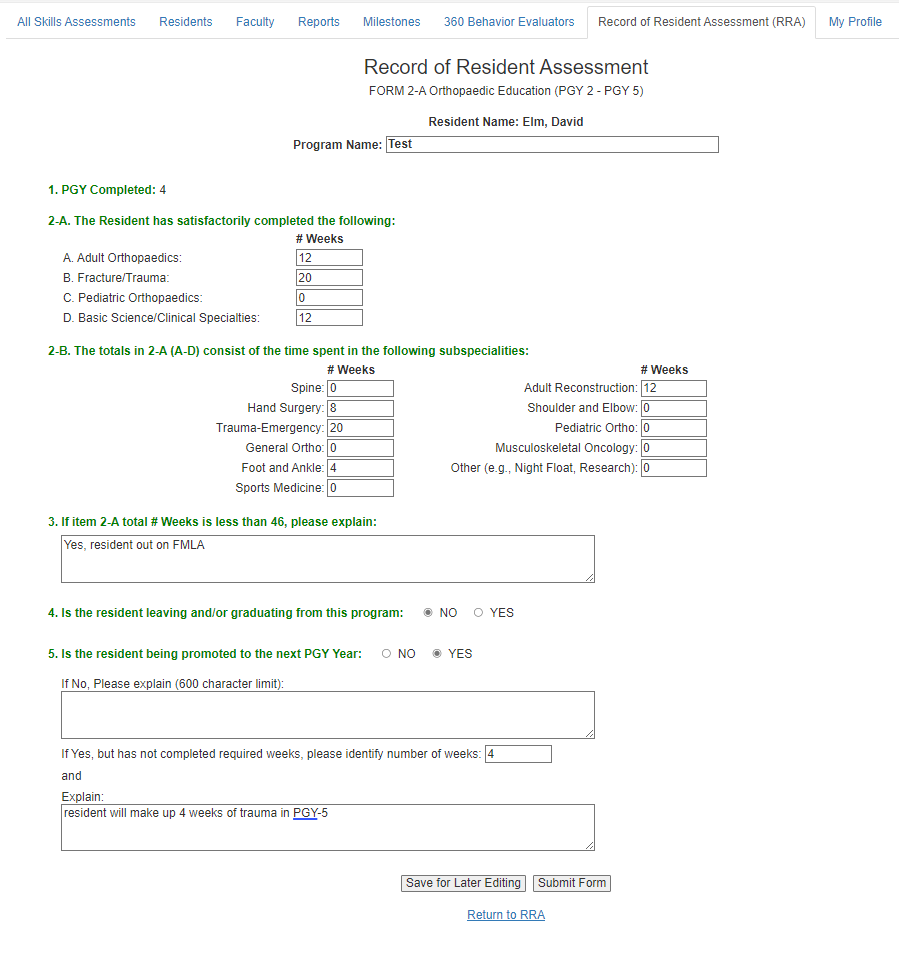 All Skills Assessments Residents Faculty Reports Milestones 360 Behavior Evaluators Record of Resident Assessment (RRA) My Profile
Record of Resident Assessment
FORM 2-A Orthopaedic Education (PGY 2 - PGY 5)
Resident Name: Elm, David
Program Name: Test
1. PGY Completed: 4
2-A. The Resident has satisfactorily completed the following:
# Weeks
A. Adult Orthopaedics: 12
B. Fracture/Trauma: 20
C. Pediatric Orthopaedics: 0
D. Basic Science/Clinical Specialties: 12
2-B. The totals in 2-A (A-D) consist of the time spent in the following subspecialities:
# Weeks # Weeks
Spine: 0 Adult Reconstruction: 12
Hand Surgery: 8 Shoulder and Elbow: 0
Trauma-Emergency: 20 Pediatric Ortho: 0
General Ortho: 0 Musculoskeletal Oncology: 0
Foot and Ankle: 4 Other (e.g., Night Float, Research): 0
Sports Medicine: 0
3. If item 2-A total # Weeks is less than 46, please explain:
Yes, resident out on FMLA
4. Is the resident leaving and/or graduating from this program: NO YES
5. Is the resident being promoted to the next PGY Year: NO YES
If No, Please explain (600 character limit):
If Yes, but has not completed required weeks, please identify number of weeks: 4
and
Explain:
resident will make up 4 weeks of trauma in PGY-5
Save for Later Editing Submit Form
Return to RRA